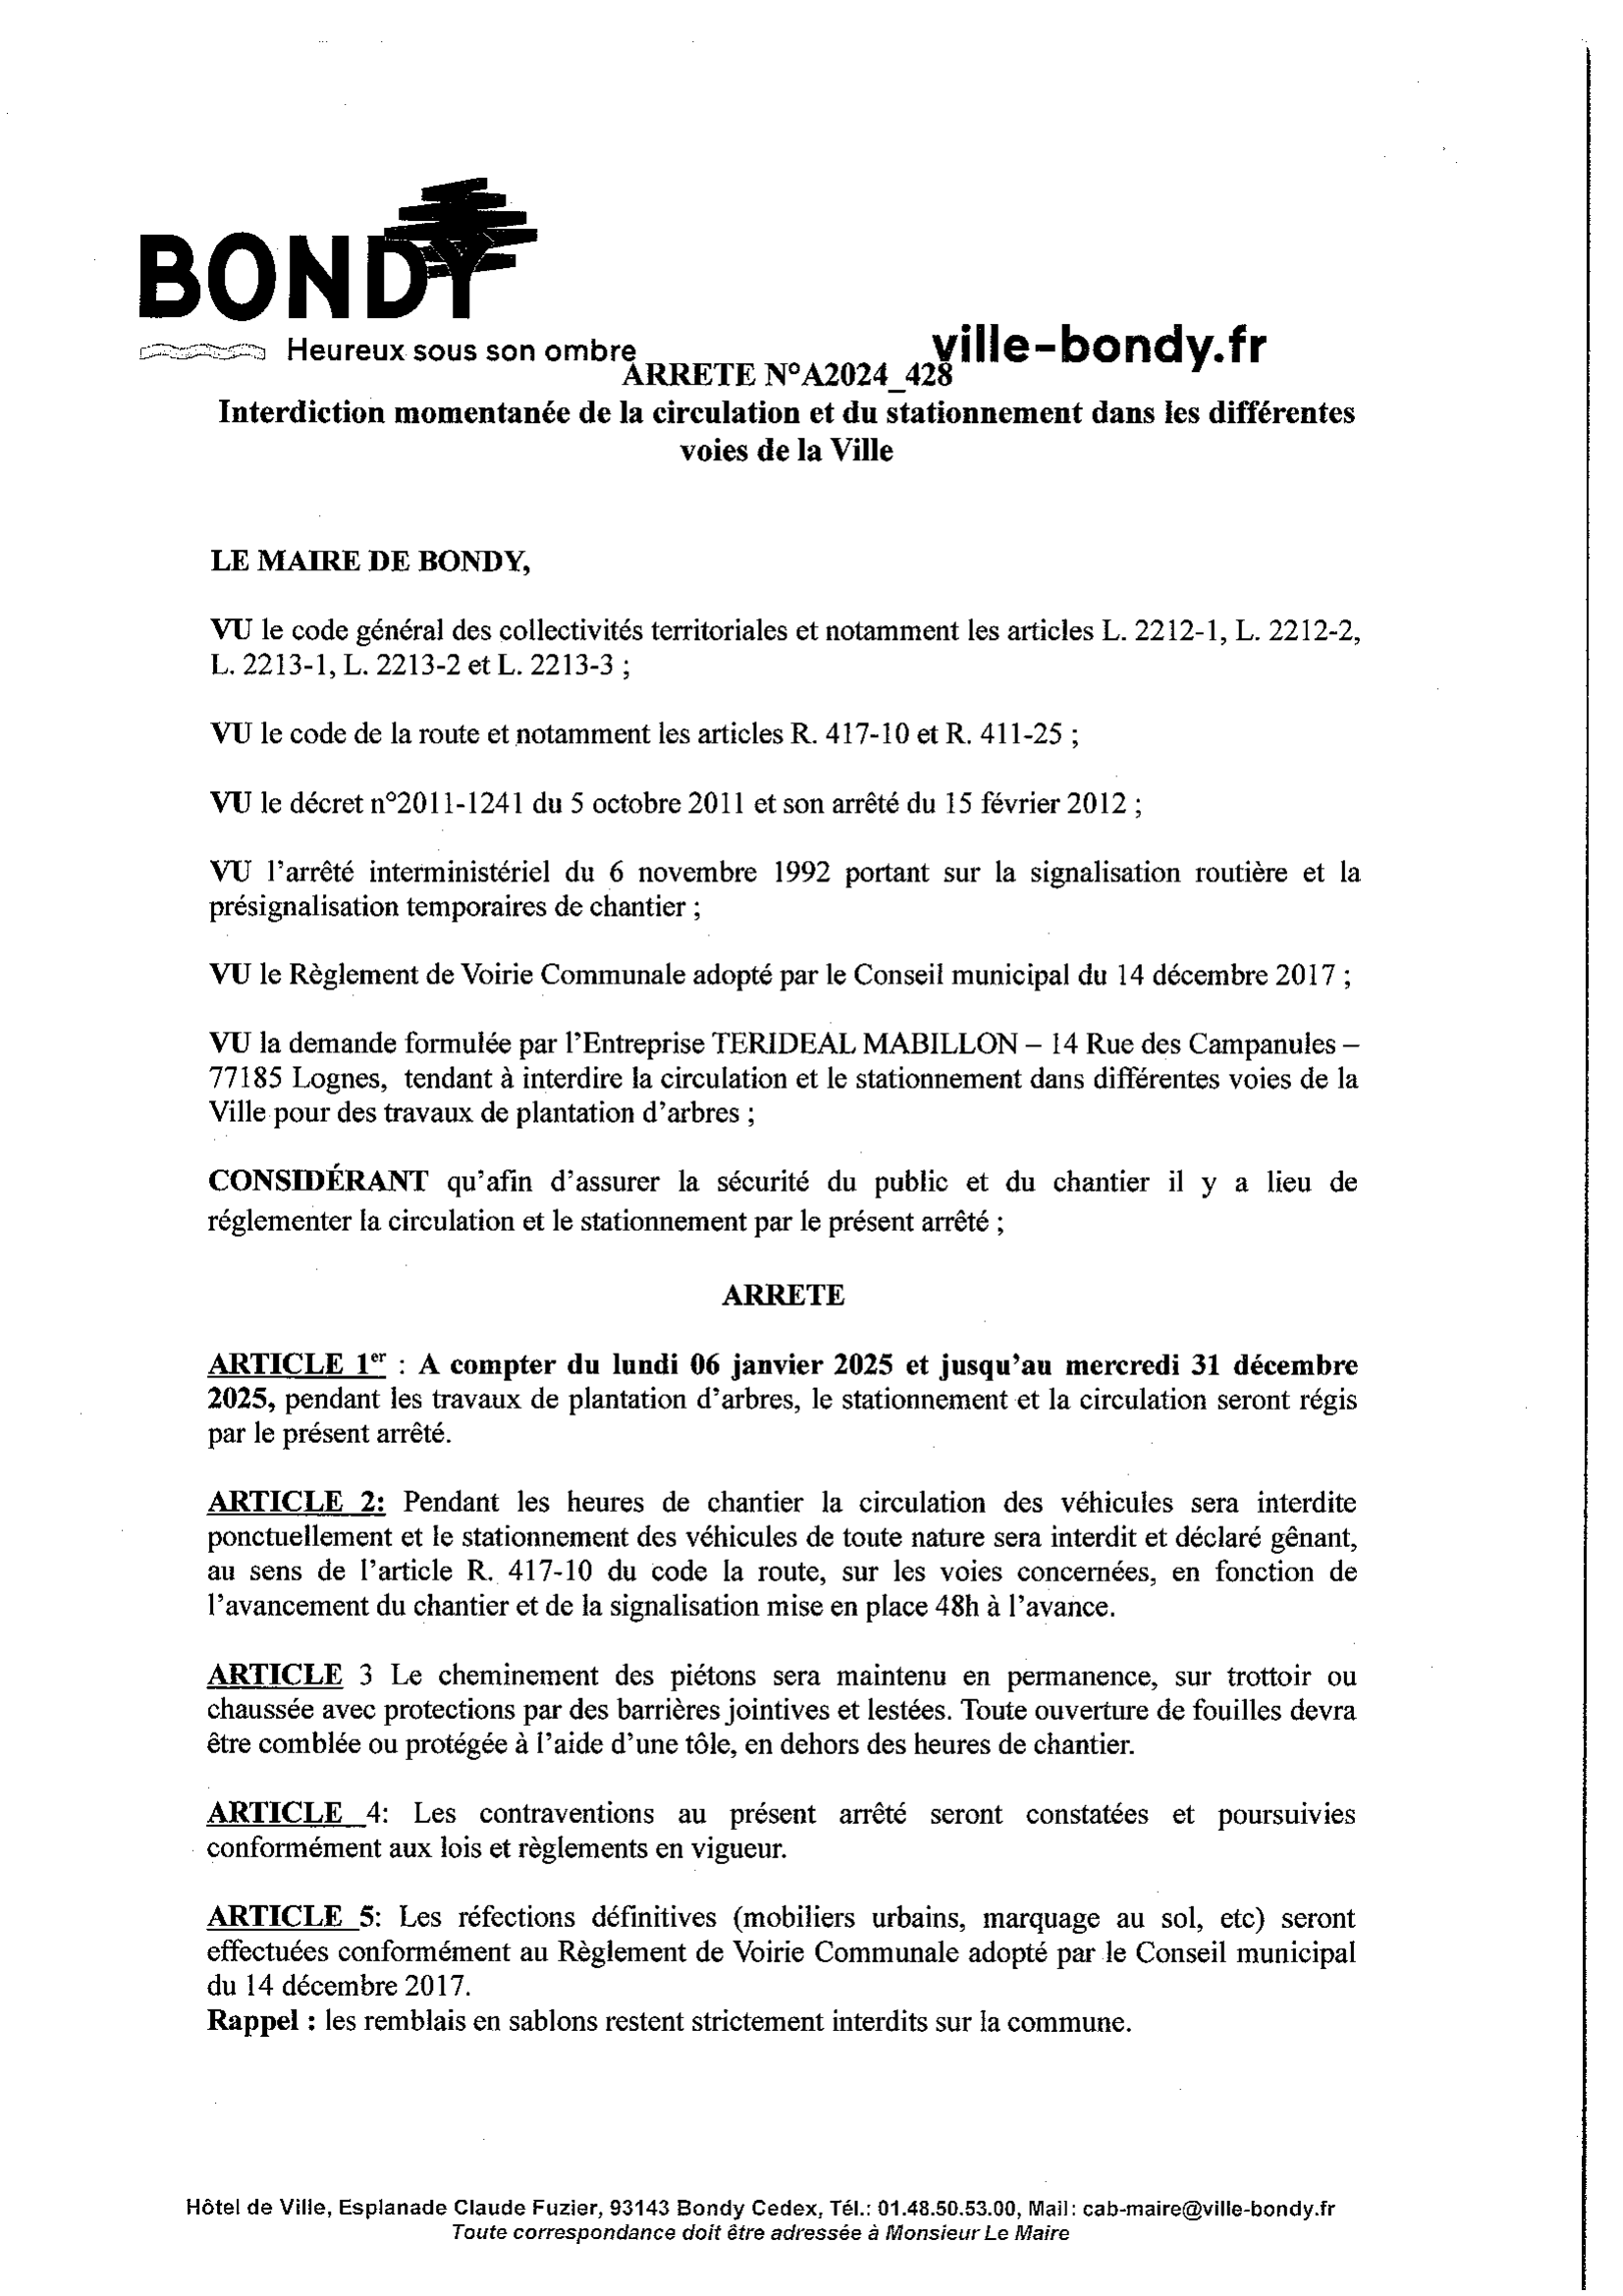 BONDY
Heureux sous son ombre
ville-bondy.fr
ARRETE N°A2024_428
Interdiction momentanée de la circulation et du stationnement dans les différentes
voies de la Ville
LE MAIRE DE BONDY,
VU le code général des collectivités territoriales et notamment les articles L. 2212-1, L. 2212-2,
L. 2213-1, L. 2213-2 et L. 2213-3 ;
VU le code de la route et notamment les articles R. 417-10 et R. 411-25 ;
VU le décret n°2011-1241 du 5 octobre 2011 et son arrêté du 15 février 2012 ;
VU l'arrêté interministériel du 6 novembre 1992 portant sur la signalisation routière et la
présignalisation temporaires de chantier ;
VU le Règlement de Voirie Communale adopté par le Conseil municipal du 14 décembre 2017 ;
VU la demande formulée par l'Entreprise TERIDEAL MABILLON – 14 Rue des Campanules –
77185 Lognes, tendant à interdire la circulation et le stationnement dans différentes voies de la
Ville pour des travaux de plantation d'arbres ;
CONSIDÉRANT qu'afin d'assurer la sécurité du public et du chantier il y a lieu de
réglementer la circulation et le stationnement par le présent arrêté ;
ARRETE
ARTICLE 1er : A compter du lundi 06 janvier 2025 et jusqu'au mercredi 31 décembre
2025, pendant les travaux de plantation d'arbres, le stationnement et la circulation seront régis
par le présent arrêté.
ARTICLE 2: Pendant les heures de chantier la circulation des véhicules sera interdite
ponctuellement et le stationnement des véhicules de toute nature sera interdit et déclaré gênant,
au sens de l'article R. 417-10 du code la route, sur les voies concernées, en fonction de
l'avancement du chantier et de la signalisation mise en place 48h à l'avance.
ARTICLE 3 Le cheminement des piétons sera maintenu en permanence, sur trottoir ou
chaussée avec protections par des barrières jointives et lestées. Toute ouverture de fouilles devra
être comblée ou protégée à l'aide d'une tôle, en dehors des heures de chantier.
ARTICLE 4: Les contraventions au présent arrêté seront constatées et poursuivies
conformément aux lois et règlements en vigueur.
ARTICLE 5: Les réfections définitives (mobiliers urbains, marquage au sol, etc) seront
effectuées conformément au Règlement de Voirie Communale adopté par le Conseil municipal
du 14 décembre 2017.
Rappel : les remblais en sablons restent strictement interdits sur la commune.
Hôtel de Ville, Esplanade Claude Fuzier, 93143 Bondy Cedex, Tél.: 01.48.50.53.00, Mail: cab-maire@ville-bondy.fr
Toute correspondance doit être adressée à Monsieur Le Maire